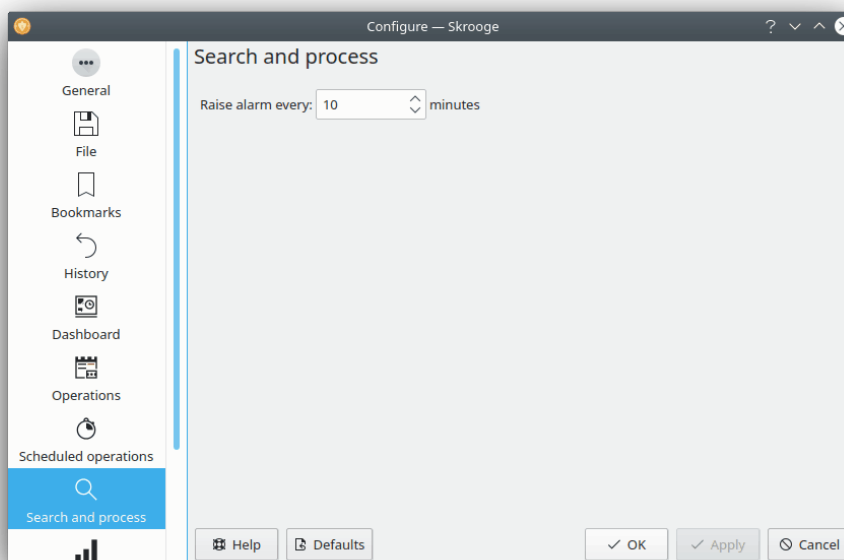 Configure — Skrooge
General
File
Bookmarks
History
Dashboard
Operations
Scheduled operations
Search and process
Search and process
Raise alarm every: 10 minutes
Help
Defaults
OK
Apply
Cancel